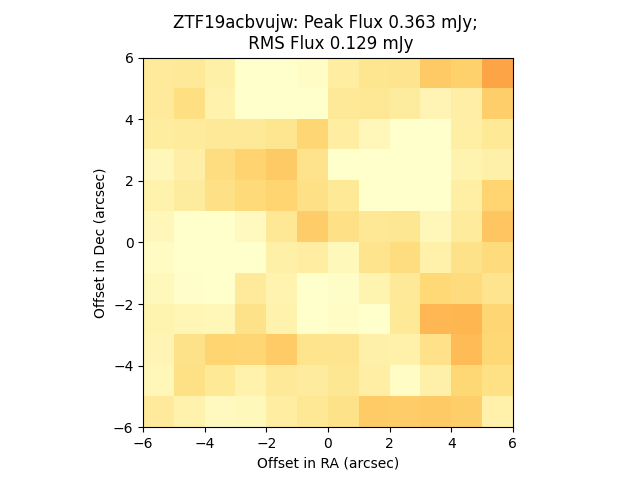 ZTF19acbvujw: Peak Flux 0.363 mJy;
RMS Flux 0.129 mJy
6
4
2
0
−2
−4
−6
Offset in Dec (arcsec)
−6 −4 −2 0 2 4 6
Offset in RA (arcsec)